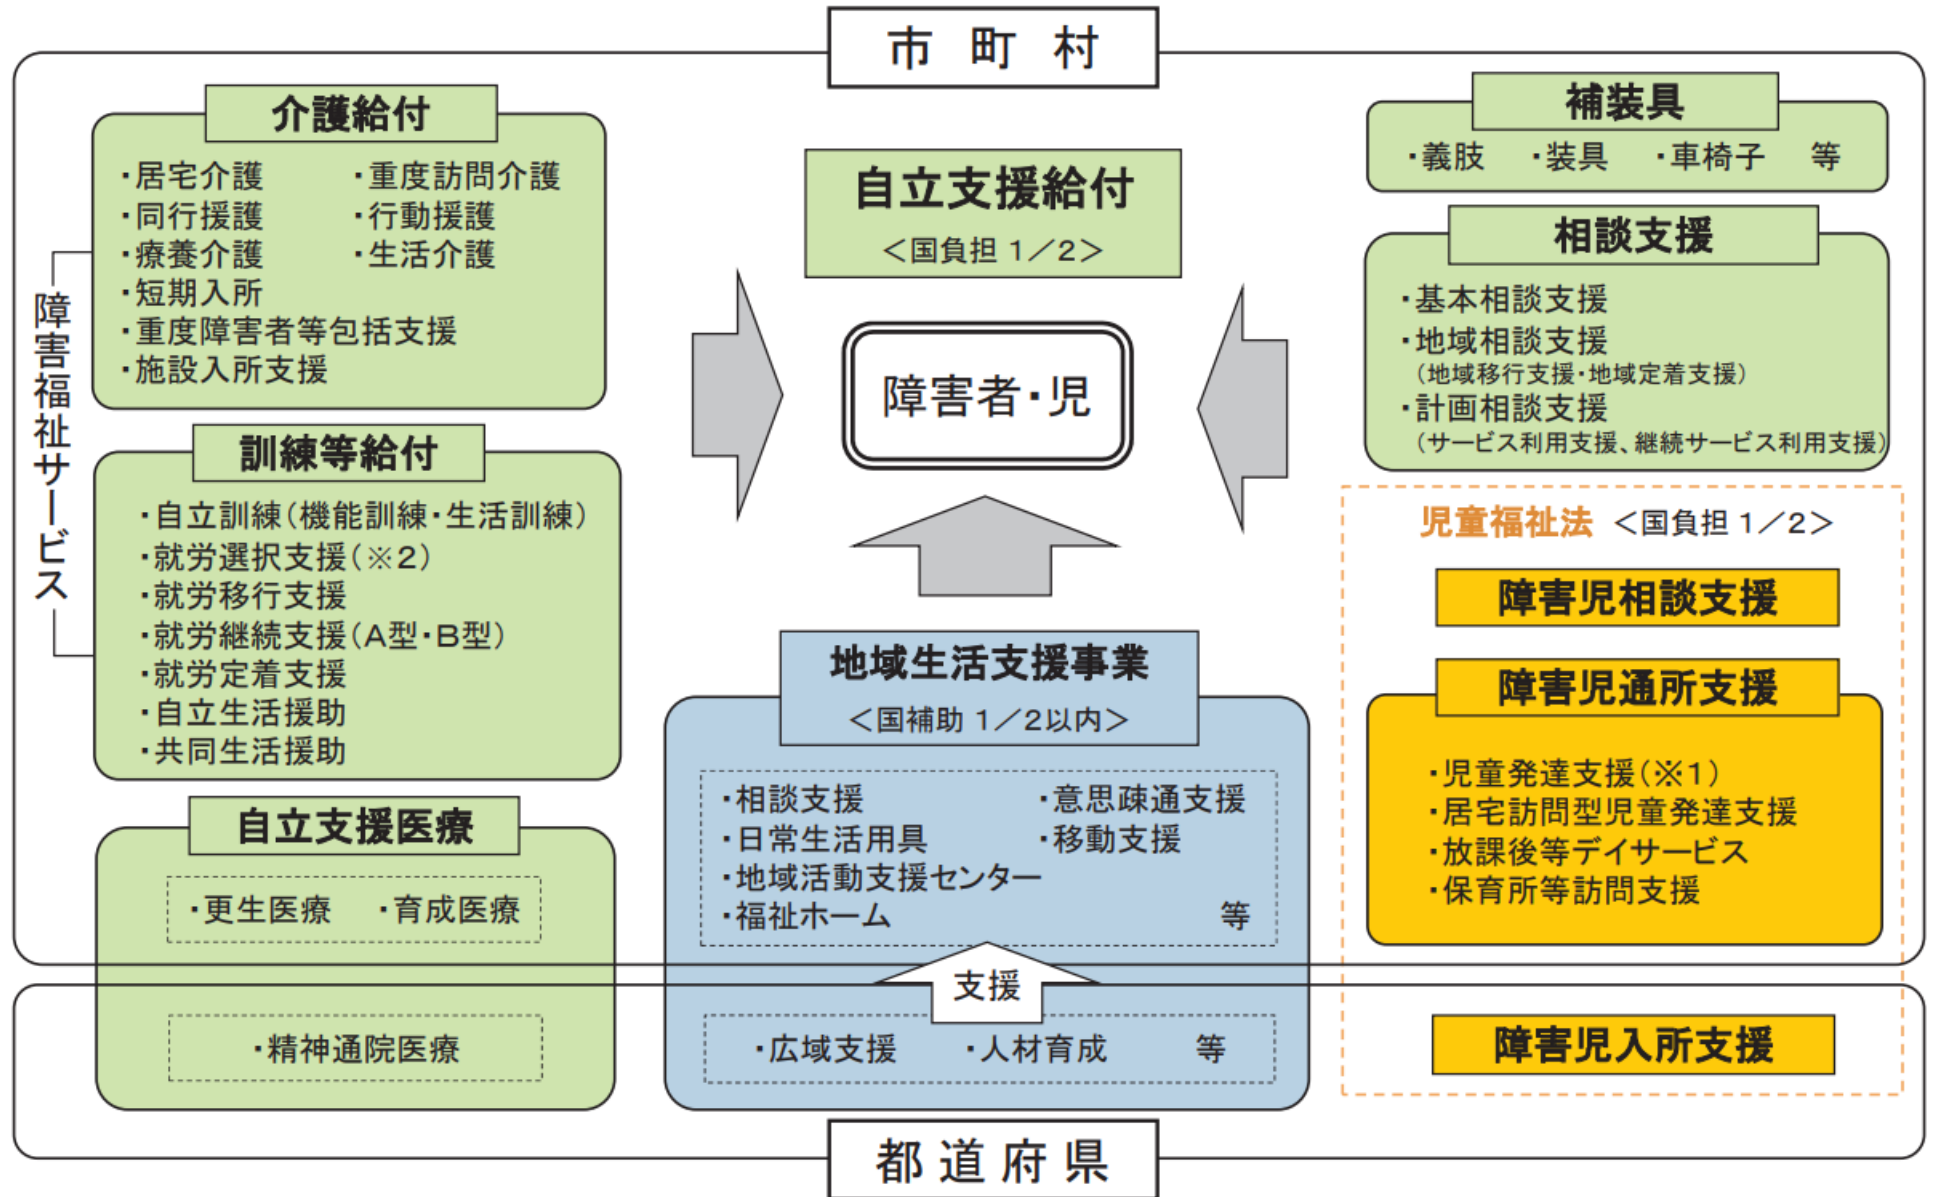 市町村
介護給付
・居宅介護 ・重度訪問介護
・同行援護 ・行動援護
・療養介護 ・生活介護
・短期入所
・重度障害者等包括支援
・施設入所支援
障害福祉サービス
訓練等給付
・自立訓練(機能訓練・生活訓練)
・就労選択支援(※2)
・就労移行支援
・就労継続支援(A型・B型)
・就労定着支援
・自立生活援助
・共同生活援助
自立支援医療
・更生医療 ・育成医療
・精神通院医療
自立支援給付
<国負担 1/2>
障害者・児
地域生活支援事業
<国補助 1/2以内>
・相談支援 ・意思疎通支援
・日常生活用具 ・移動支援
・地域活動支援センター
・福祉ホーム 等
支援
・広域支援 ・人材育成 等
補装具
・義肢 ・装具 ・車椅子 等
相談支援
・基本相談支援
・地域相談支援
(地域移行支援・地域定着支援)
・計画相談支援
(サービス利用支援、継続サービス利用支援)
児童福祉法 <国負担 1/2>
障害児相談支援
障害児通所支援
・児童発達支援(※1)
・居宅訪問型児童発達支援
・放課後等デイサービス
・保育所等訪問支援
障害児入所支援
都道府県